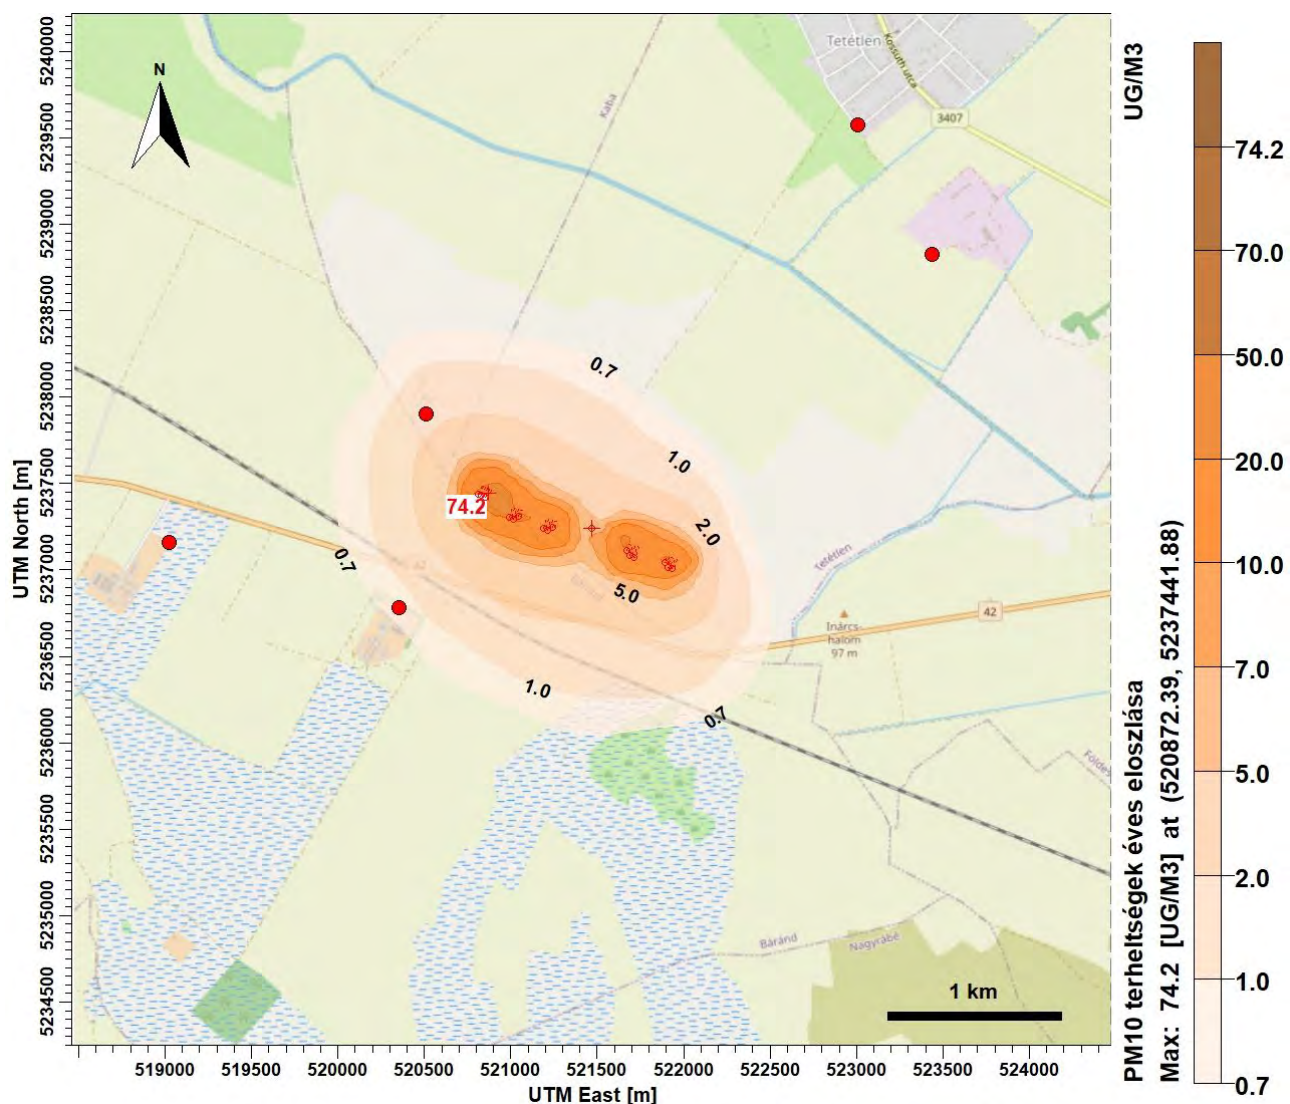 N
Tetétlen
Kossuth utca
3407
Kaba
0.7
1.0
74.2
2.0
5.0
0.7
Tetétlen
42
Inárcs-
halom
97 m
1.0
0.7
Földes
Báránd
Nagyrábé
1 km
5240000
5239500
5239000
5238500
5238000
5237500
5237000
5236500
5236000
5235500
5235000
5234500
UTM North [m]
519000
519500
520000
520500
521000
521500
522000
522500
523000
523500
524000
UTM East [m]
UG/M3
PM10 terheltségek éves eloszlása
Max: 74.2 [UG/M3] at (520872.39, 5237441.88)
74.2
70.0
50.0
20.0
10.0
7.0
5.0
2.0
1.0
0.7